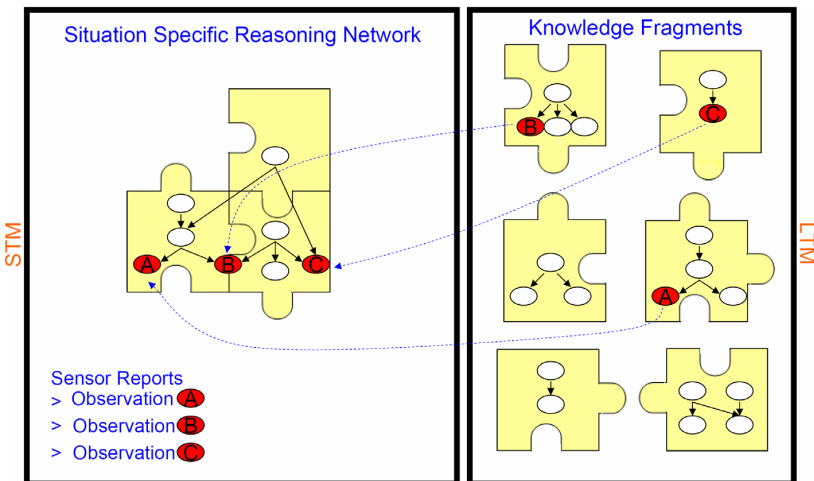 Situation Specific Reasoning Network
Knowledge Fragments
STM
LTM
B
C
A
A
B
C
Sensor Reports
> Observation A
> Observation B
> Observation C